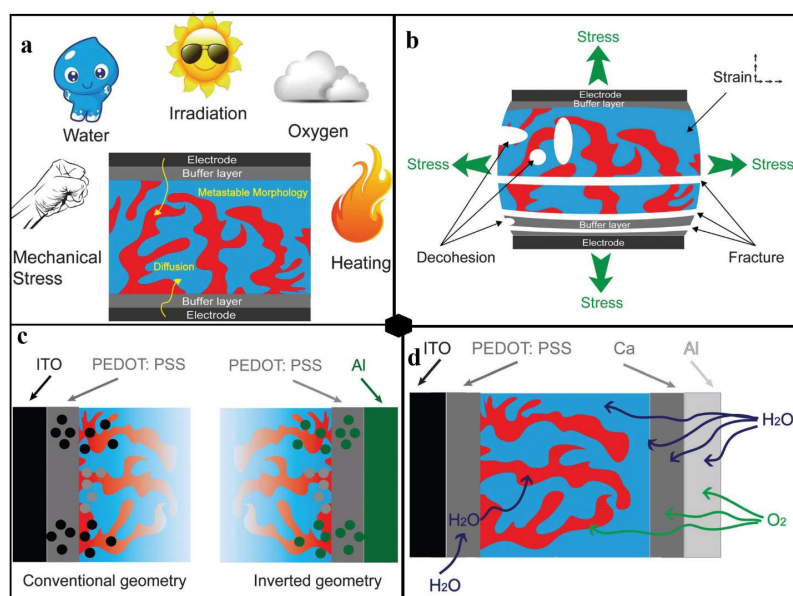 a
Water
Irradiation
Oxygen
Mechanical
Stress
Heating
Electrode
Buffer layer
Metastable Morphology
Diffusion
Buffer layer
Electrode
b
Stress
Strain
Electrode
Buffer layer
Stress
Stress
Decohesion
Fracture
Buffer layer
Electrode
Stress
c
ITO
PEDOT: PSS
PEDOT: PSS
Al
Conventional geometry
Inverted geometry
d
ITO
PEDOT: PSS
Ca
Al
H₂O
H₂O
O₂
H₂O